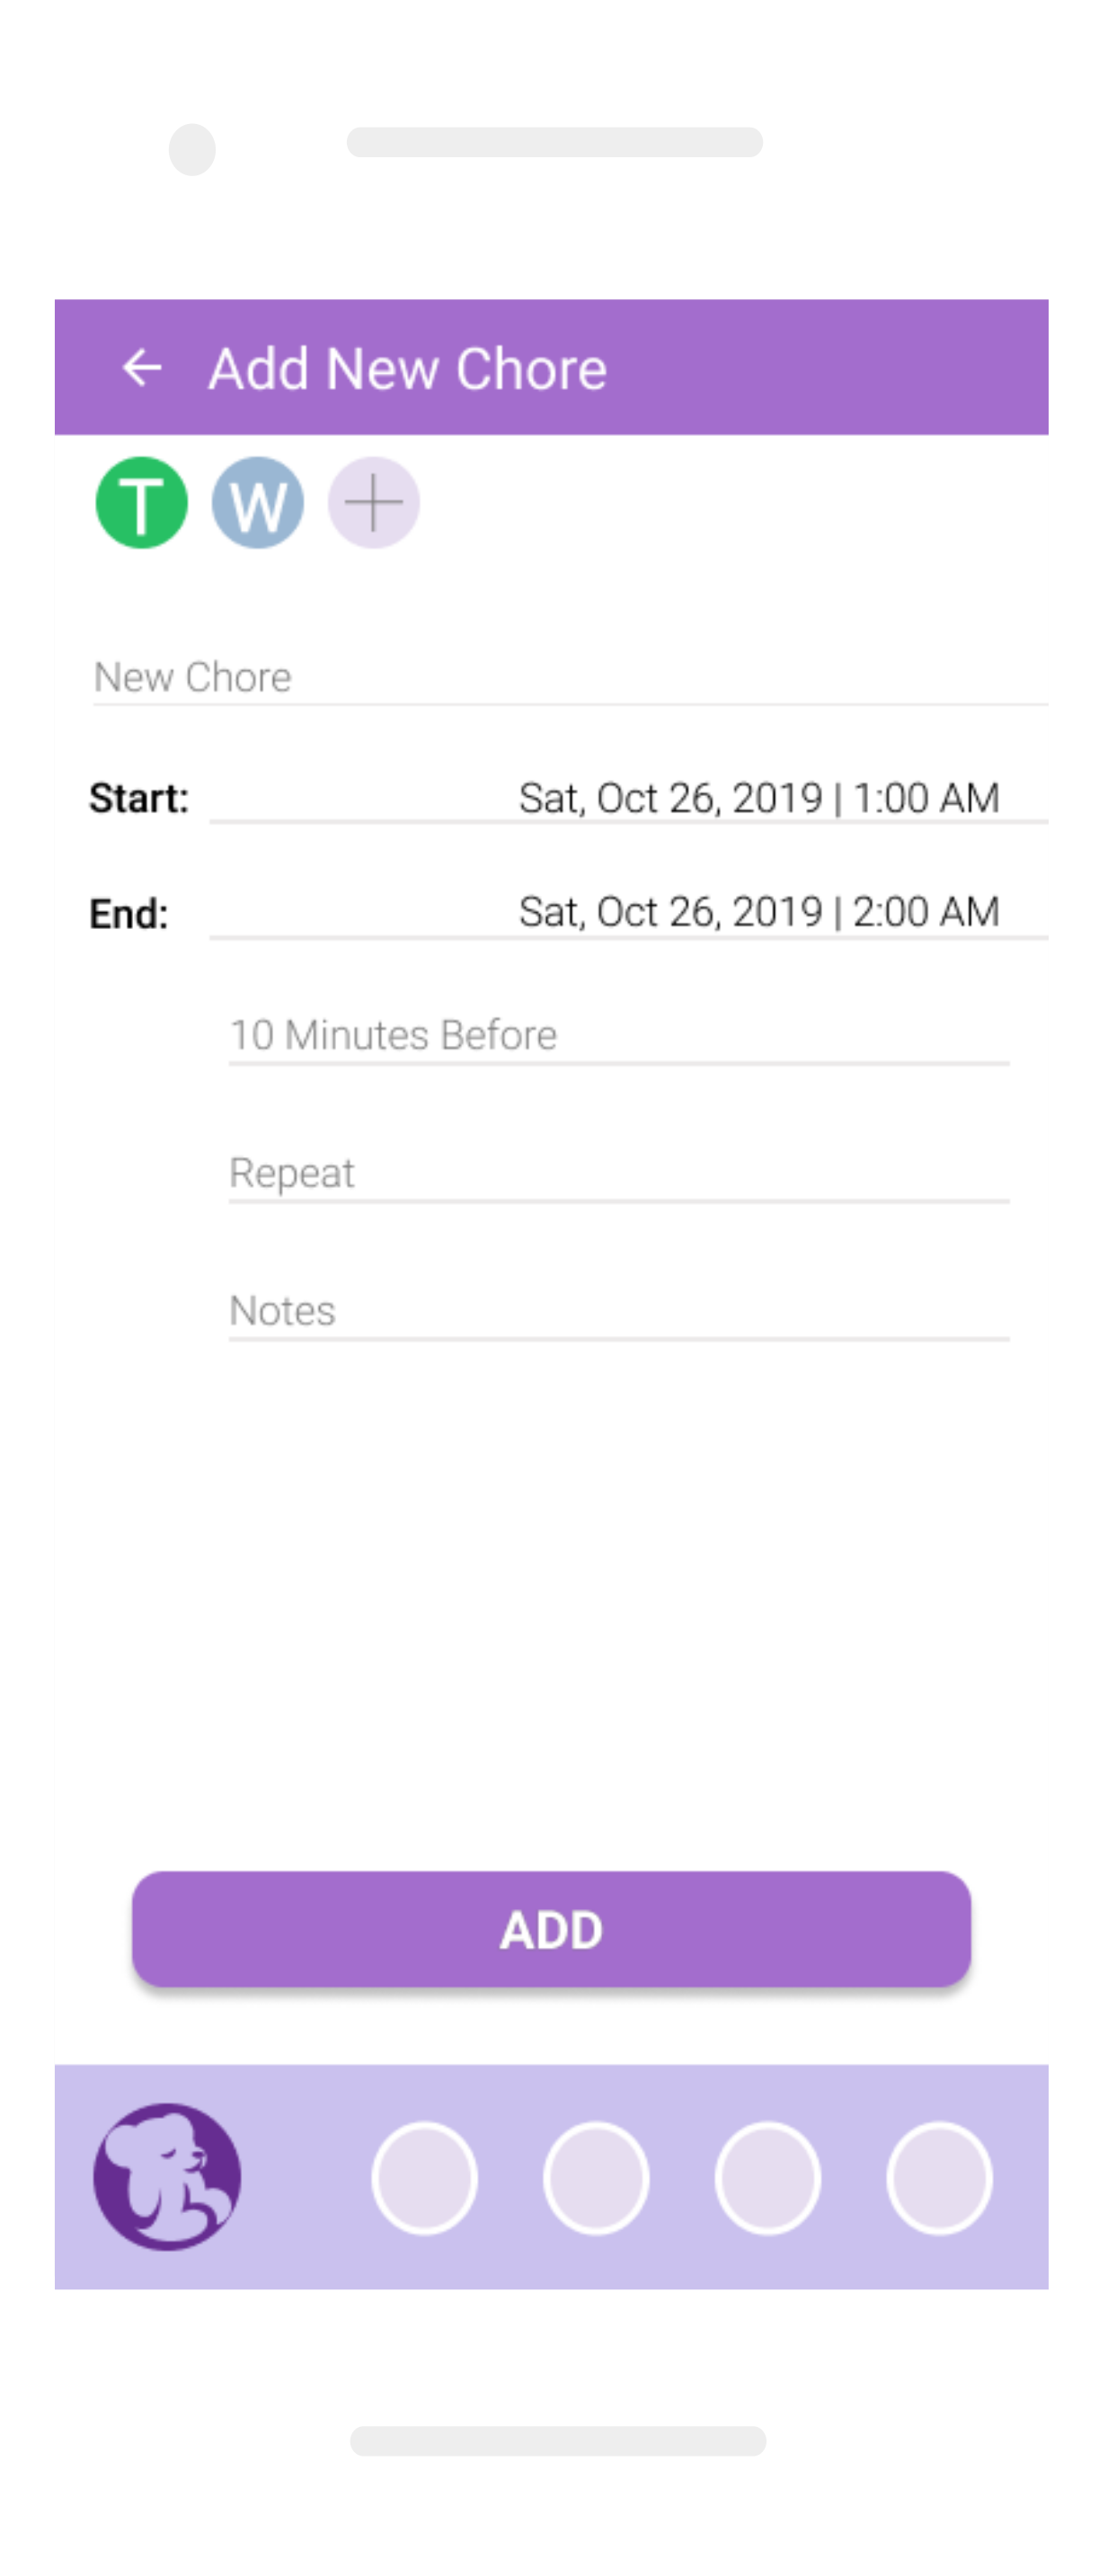 Add New Chore
T W
New Chore
Start: Sat, Oct 26, 2019 | 1:00 AM
End: Sat, Oct 26, 2019 | 2:00 AM
10 Minutes Before
Repeat
Notes
ADD